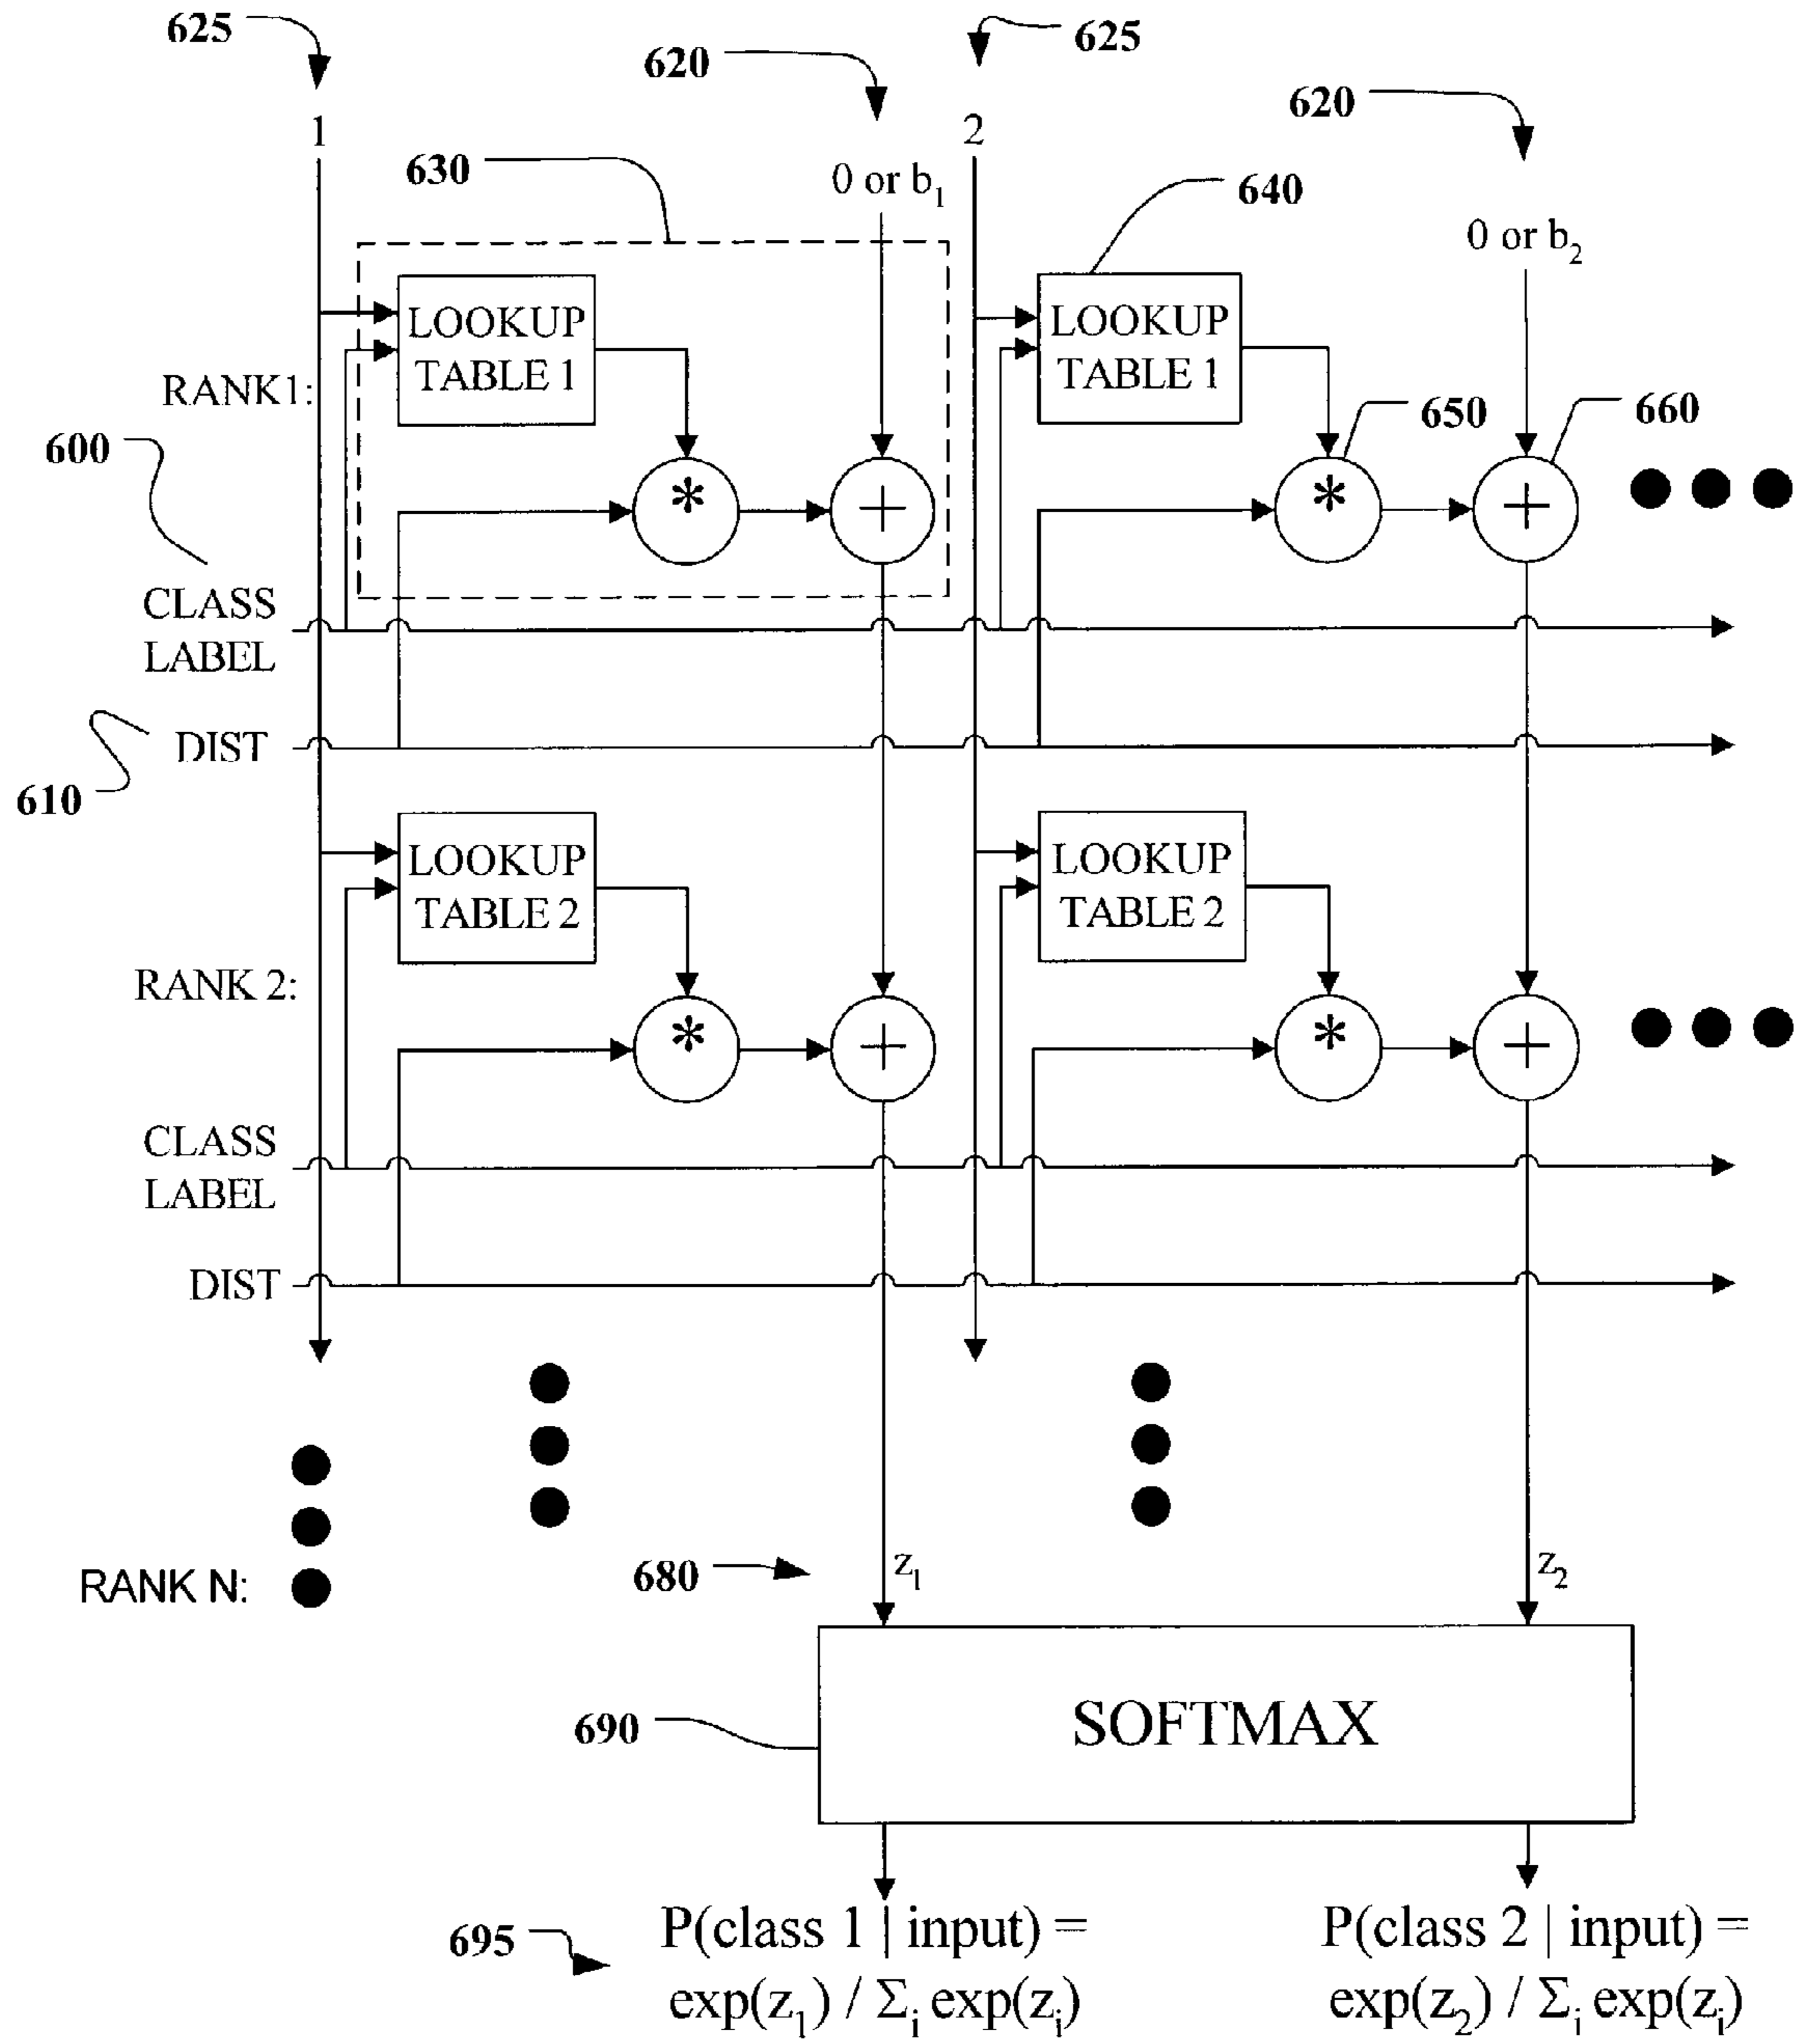 625
625
620
620
1
2
630
0 or b₁
640
0 or b₂
LOOKUP
TABLE 1
LOOKUP
TABLE 1
RANK1:
650
660
600
*
+
*
+
CLASS
LABEL
DIST
610
LOOKUP
TABLE 2
LOOKUP
TABLE 2
RANK 2:
*
+
*
+
CLASS
LABEL
DIST
680
z₁
z₂
RANK N:
SOFTMAX
690
P(class 1 | input) =
exp(z₁) / Σᵢ exp(zᵢ)
P(class 2 | input) =
exp(z₂) / Σᵢ exp(zᵢ)
695